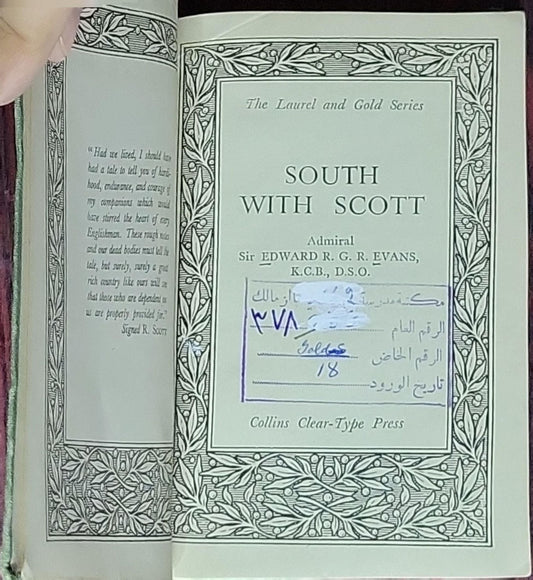 "Had we lived, I should have
had a tale to tell you of hardi-
hood, endurance, and courage of
my companions which would
have stirred the heart of every
Englishman. These rough notes
and our dead bodies must tell the
tale, but surely, surely a great
rich country like ours will see
that those who are dependent on
us are properly provided for."
Signed R. SCOTT
The Laurel and Gold Series
SOUTH
WITH SCOTT
Admiral
Sir EDWARD R. G. R. EVANS,
K.C.B., D.S.O.
مكتبة مدرسة بالزمالك
الرقم العام ٣٧٨
الرقم الخاص
18
تاريخ الورود
Collins Clear-Type Press